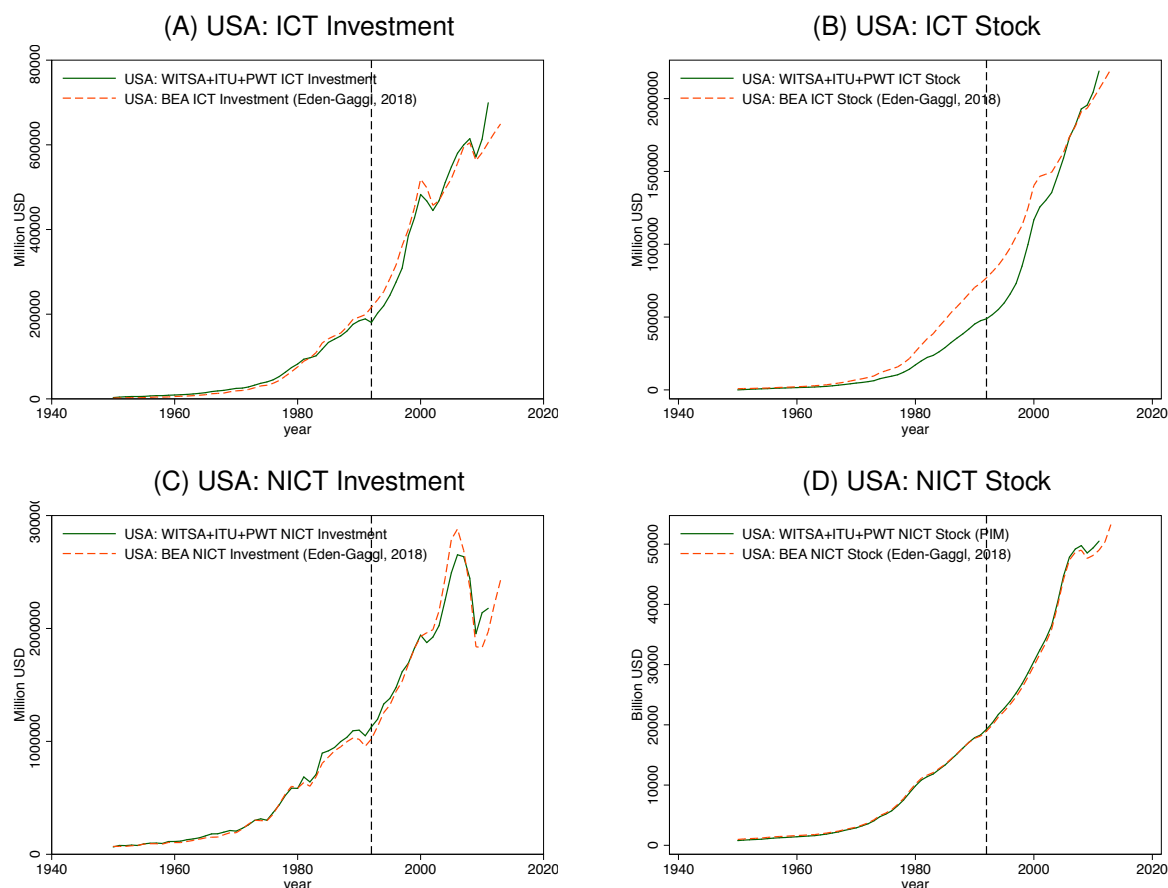 (A) USA: ICT Investment
USA: WITSA+ITU+PWT ICT Investment
USA: BEA ICT Investment (Eden-Gaggl, 2018)
Million USD
0
200000
400000
600000
800000
1940
1960
1980
2000
2020
year
(B) USA: ICT Stock
USA: WITSA+ITU+PWT ICT Stock
USA: BEA ICT Stock (Eden-Gaggl, 2018)
Million USD
0
500000
1000000
1500000
2000000
1940
1960
1980
2000
2020
year
(C) USA: NICT Investment
USA: WITSA+ITU+PWT NICT Investment
USA: BEA NICT Investment (Eden-Gaggl, 2018)
Million USD
0
1000000
2000000
3000000
1940
1960
1980
2000
2020
year
(D) USA: NICT Stock
USA: WITSA+ITU+PWT NICT Stock (PIM)
USA: BEA NICT Stock (Eden-Gaggl, 2018)
Billion USD
0
10000
20000
30000
40000
50000
1940
1960
1980
2000
2020
year